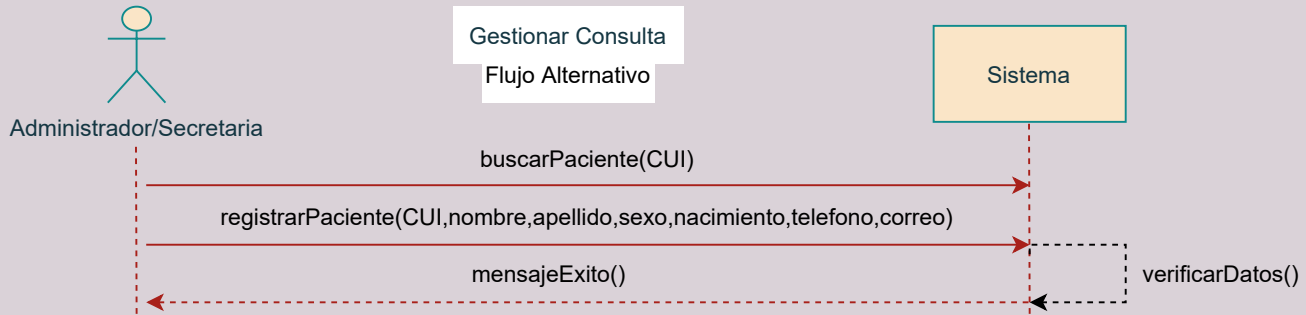 Gestionar Consulta
Flujo Alternativo
Sistema
Administrador/Secretaria
buscarPaciente(CUI)
registrarPaciente(CUI,nombre,apellido,sexo,nacimiento,telefono,correo)
mensajeExito()
verificarDatos()